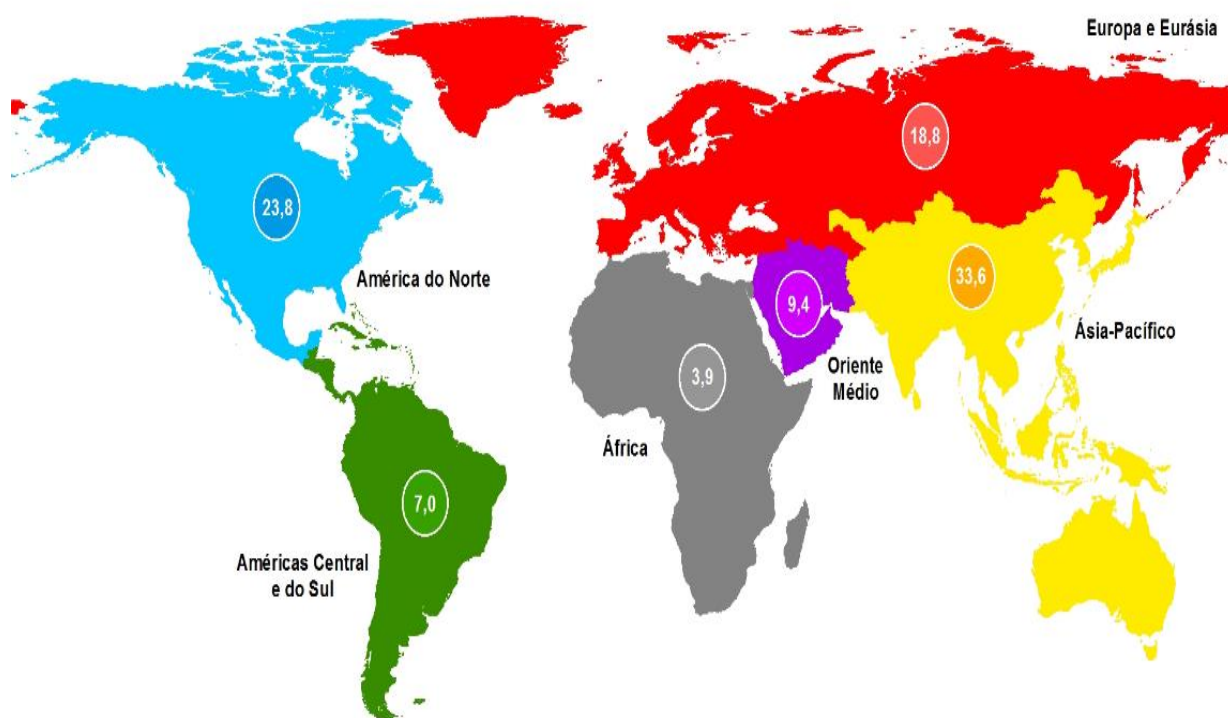 Europa e Eurásia
18,8
23,8
América do Norte
33,6
9,4
Ásia-Pacífico
Oriente
Médio
3,9
África
7,0
Américas Central
e do Sul